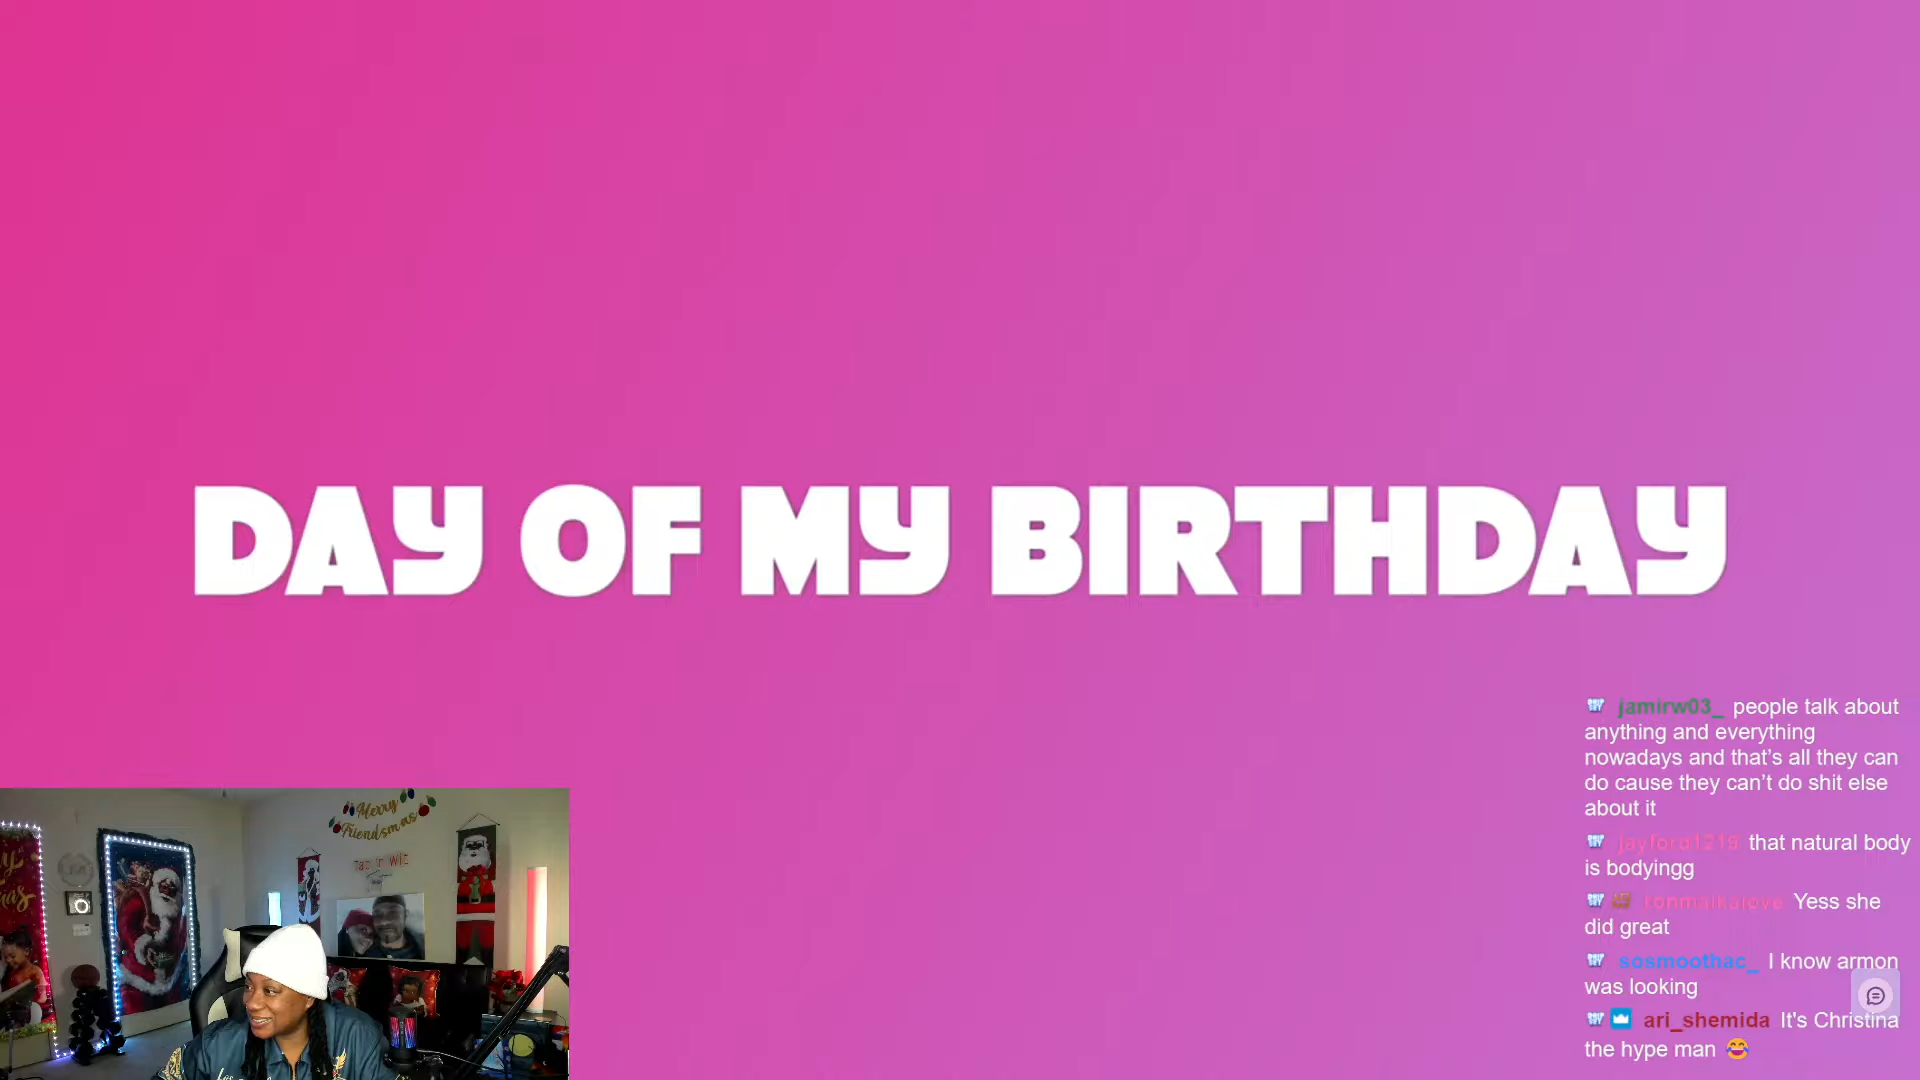 DAY OF MY BIRTHDAY
jamirw03_ people talk about
anything and everything
nowadays and that’s all they can
do cause they can’t do shit else
about it
jayford1219 that natural body
is bodyingg
ronmaikalove Yess she
did great
sosmoothac_ I know armon
was looking
ari_shemida It's Christina
the hype man 😂
Merry
Friendsmas